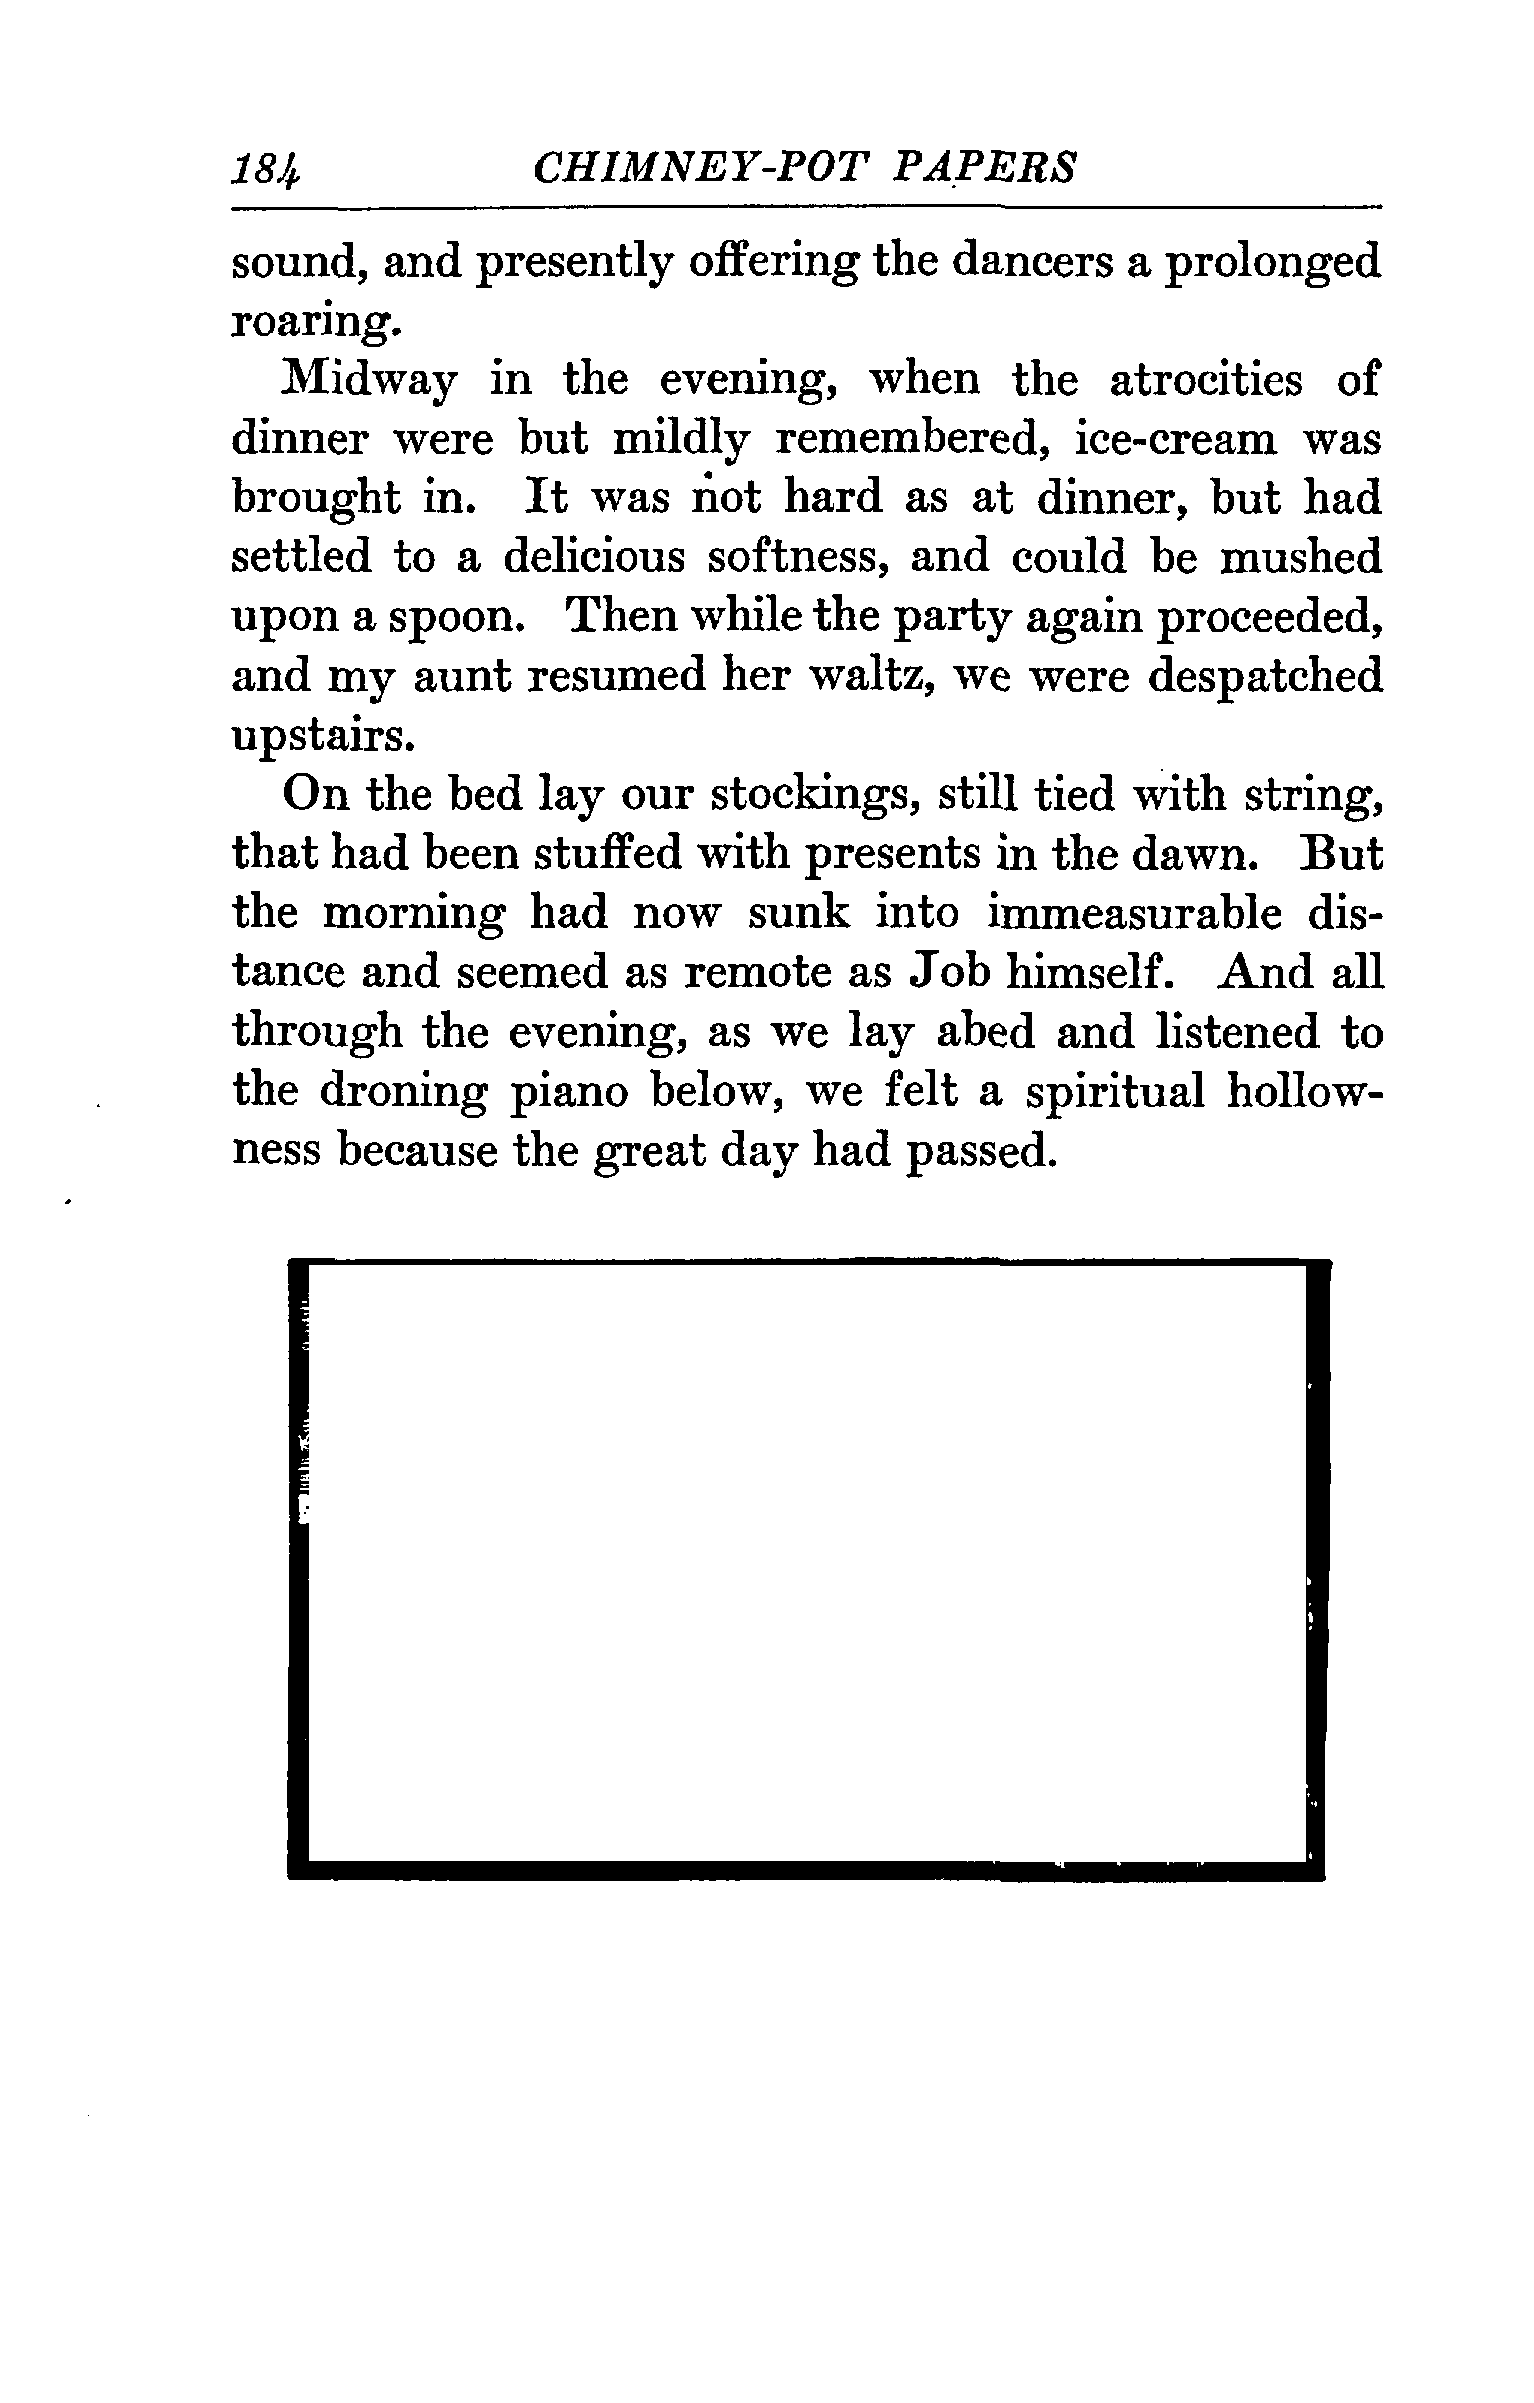 184 CHIMNEY-POT PAPERS
sound, and presently offering the dancers a prolonged
roaring.
Midway in the evening, when the atrocities of
dinner were but mildly remembered, ice-cream was
brought in. It was not hard as at dinner, but had
settled to a delicious softness, and could be mushed
upon a spoon. Then while the party again proceeded,
and my aunt resumed her waltz, we were despatched
upstairs.
On the bed lay our stockings, still tied with string,
that had been stuffed with presents in the dawn. But
the morning had now sunk into immeasurable dis-
tance and seemed as remote as Job himself. And all
through the evening, as we lay abed and listened to
the droning piano below, we felt a spiritual hollow-
ness because the great day had passed.